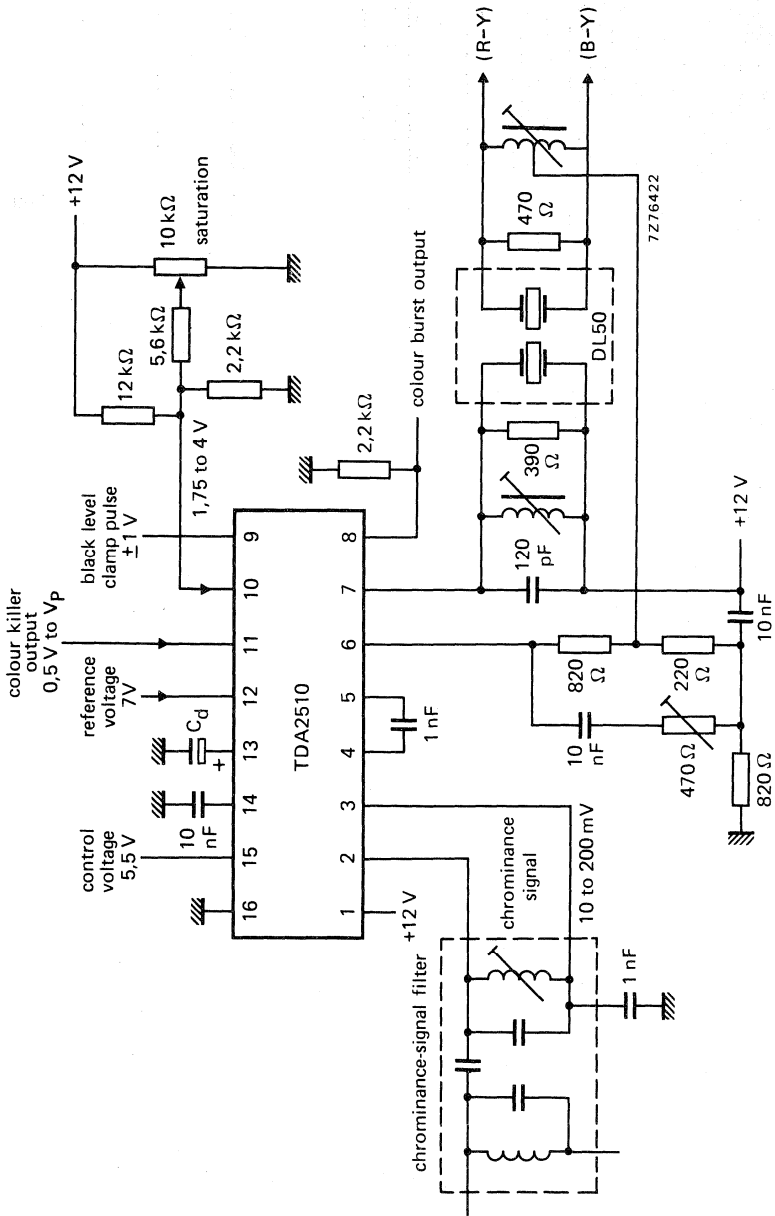 colour killer
output
0,5 V to Vp
control
voltage
5,5 V
10
nF
Cd
+
reference
voltage
7V
black level
clamp pulse
±1 V
1,75 to 4 V
12 kΩ
5,6 kΩ
2,2 kΩ
+12 V
10 kΩ
saturation
16
15
14
13
12
11
10
9
TDA2510
1
2
3
4
5
6
7
8
+12 V
1 nF
2,2 kΩ
colour burst output
chrominance-signal filter
chrominance
signal
10 to 200 mV
1 nF
10
nF
470 Ω
820 Ω
820
Ω
220
Ω
10 nF
+12 V
120
pF
390
Ω
DL50
470
Ω
(R-Y)
(B-Y)
7Z76422